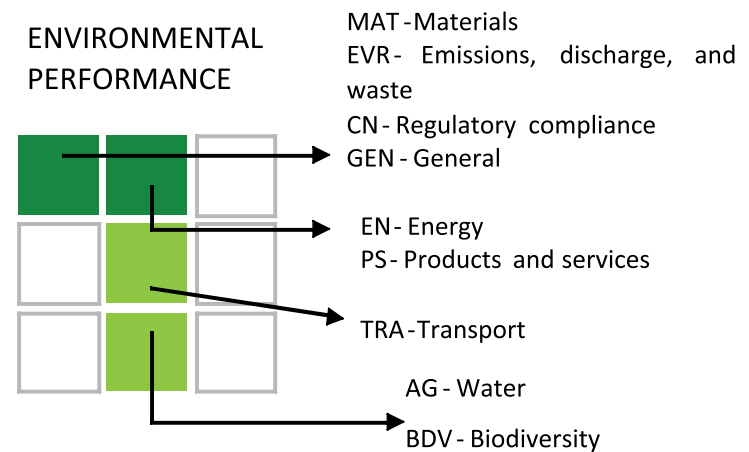 ENVIRONMENTAL
PERFORMANCE
MAT - Materials
EVR - Emissions, discharge, and
waste
CN - Regulatory compliance
GEN - General
EN - Energy
PS - Products and services
TRA - Transport
AG - Water
BDV - Biodiversity